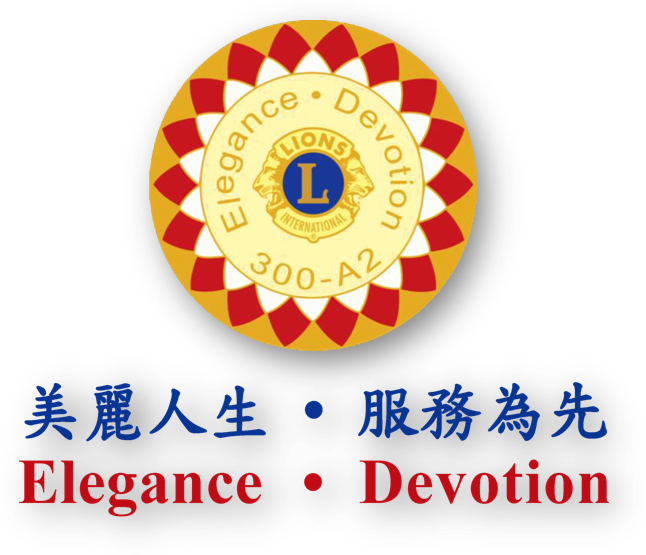 Elegance • Devotion
LIONS
L
INTERNATIONAL
300-A2
美麗人生 • 服務為先
Elegance • Devotion